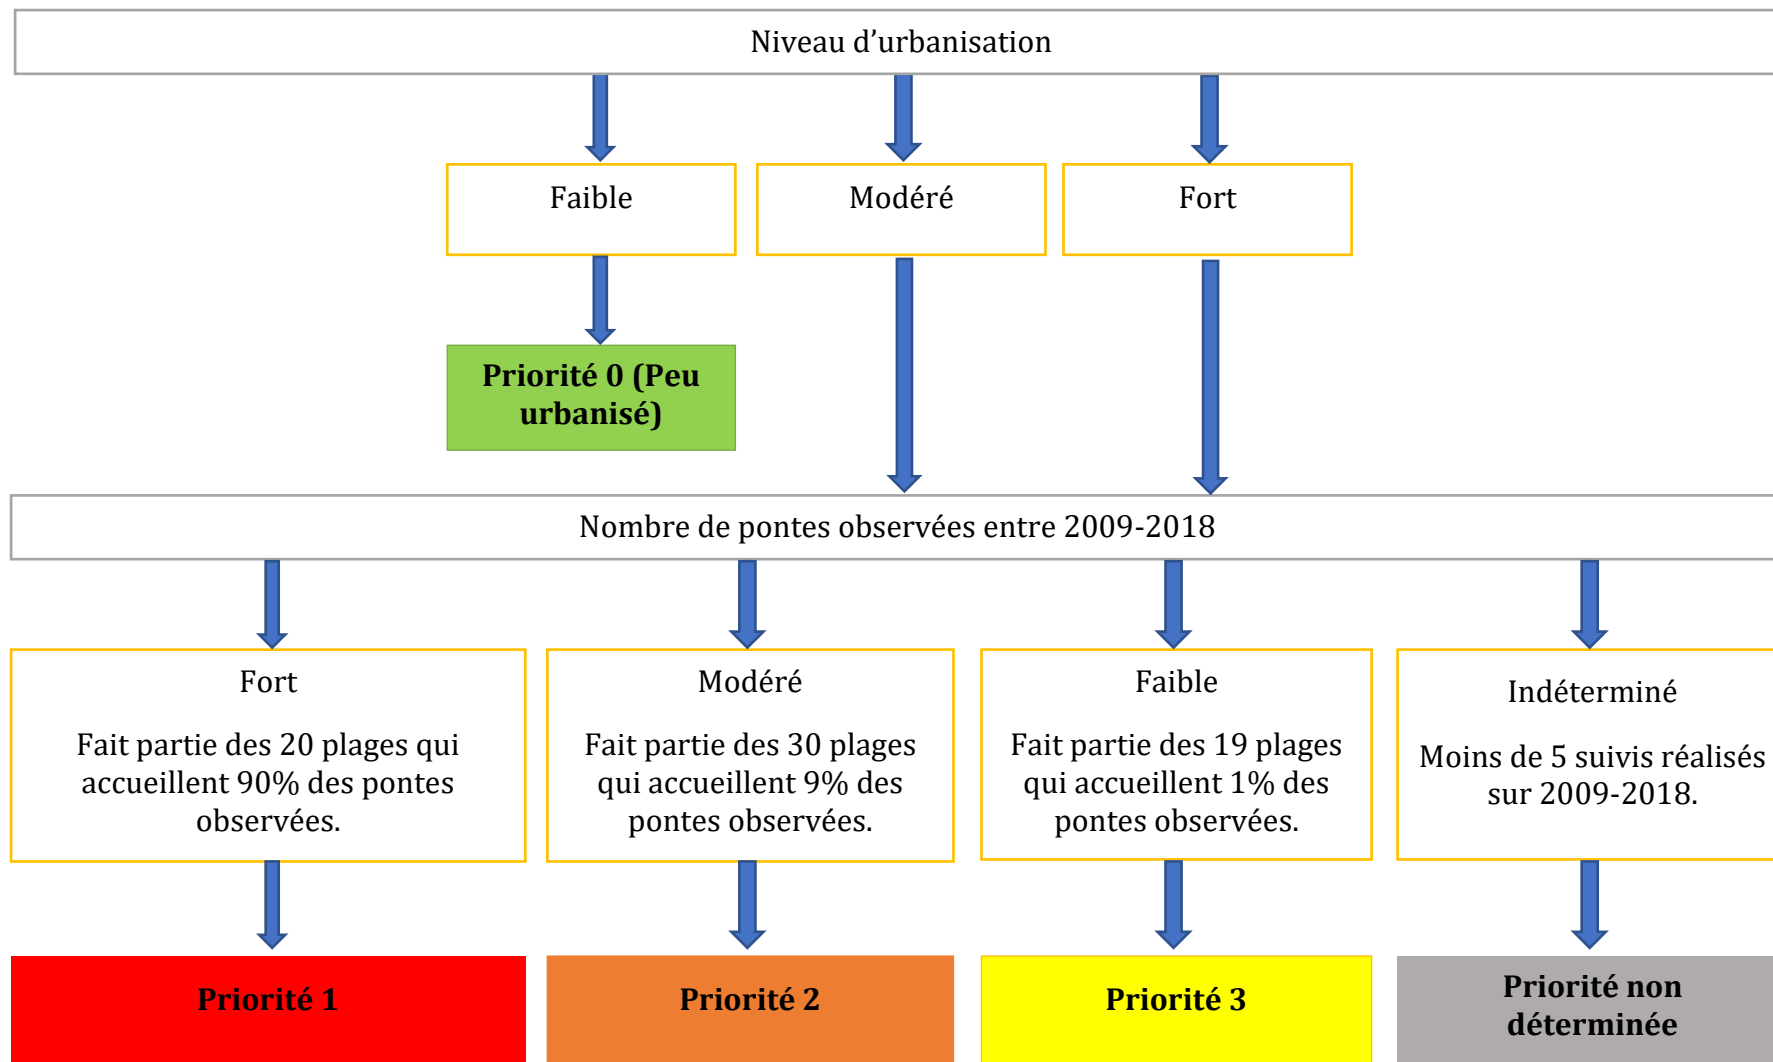 Niveau d’urbanisation
Faible
Modéré
Fort
Priorité 0 (Peu
urbanisé)
Nombre de pontes observées entre 2009-2018
Fort
Fait partie des 20 plages qui
accueillent 90% des pontes
observées.
Modéré
Fait partie des 30 plages
qui accueillent 9% des
pontes observées.
Faible
Fait partie des 19 plages
qui accueillent 1% des
pontes observées.
Indéterminé
Moins de 5 suivis réalisés
sur 2009-2018.
Priorité 1
Priorité 2
Priorité 3
Priorité non
déterminée